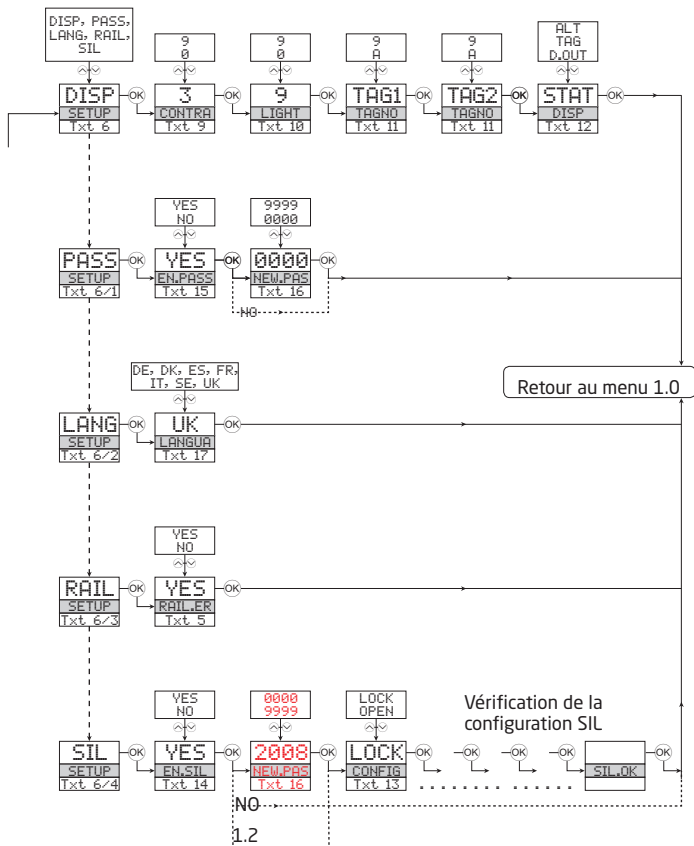 DISP, PASS,
LANG, RAIL,
SIL
9
0
9
0
9
A
9
A
ALT
TAG
D.OUT
DISP
SETUP
Txt 6
OK
3
CONTRA
Txt 9
OK
9
LIGHT
Txt 10
OK
TAG1
TAGNO
Txt 11
OK
TAG2
TAGNO
Txt 11
OK
STAT
DISP
Txt 12
OK
YES
NO
9999
0000
PASS
SETUP
Txt 6/1
OK
YES
EN.PASS
Txt 15
OK
0000
NEW.PAS
Txt 16
OK
NO
Retour au menu 1.0
DE, DK, ES, FR,
IT, SE, UK
LANG
SETUP
Txt 6/2
OK
UK
LANGUA
Txt 17
OK
YES
NO
RAIL
SETUP
Txt 6/3
OK
YES
RAIL.ER
Txt 5
OK
YES
NO
0000
9999
LOCK
OPEN
Vérification de la
configuration SIL
SIL
SETUP
Txt 6/4
OK
YES
EN.SIL
Txt 14
OK
2008
NEW.PAS
Txt 16
OK
LOCK
CONFIG
Txt 13
OK
OK
OK
OK
SIL.OK
OK
NO
1.2